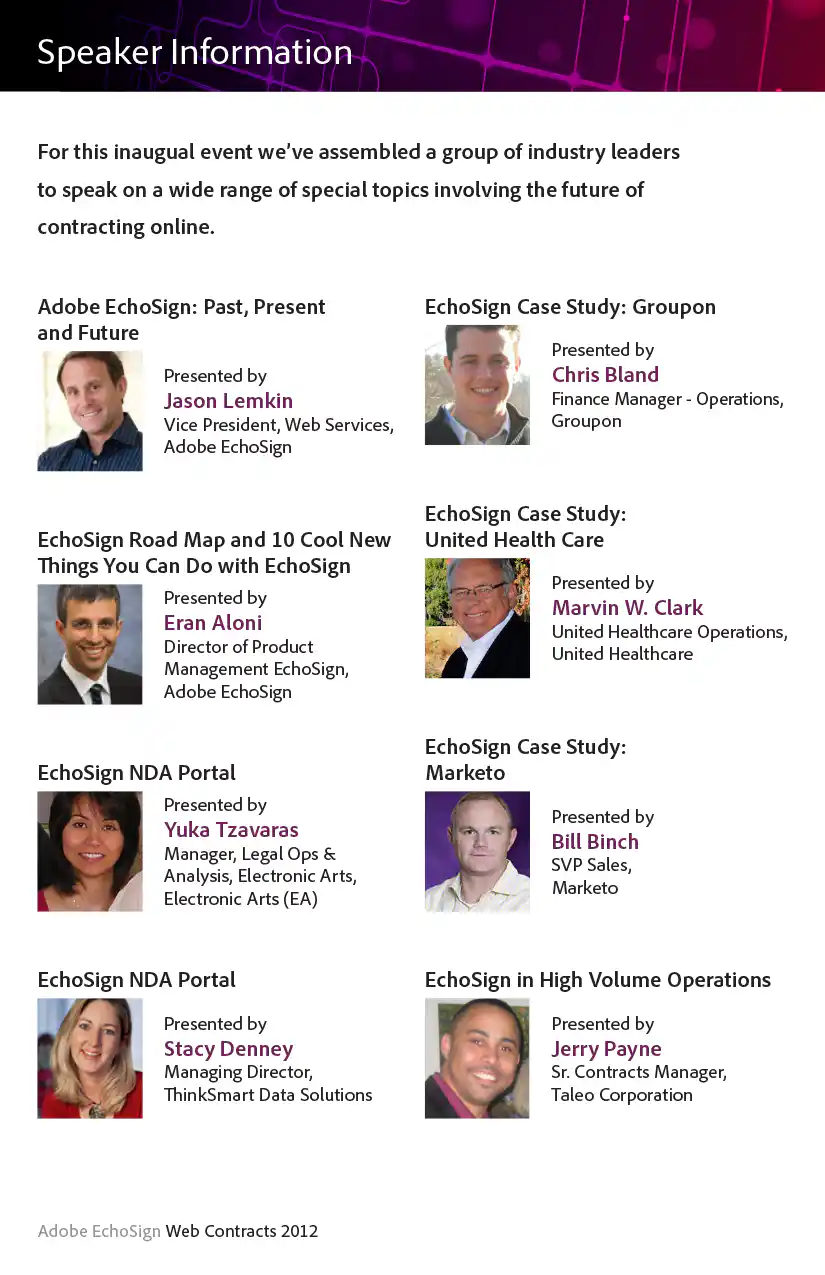 Speaker Information
For this inaugual event we've assembled a group of industry leaders
to speak on a wide range of special topics involving the future of
contracting online.
Adobe EchoSign: Past, Present
and Future
Presented by
Jason Lemkin
Vice President, Web Services,
Adobe EchoSign
EchoSign Road Map and 10 Cool New
Things You Can Do with EchoSign
Presented by
Eran Aloni
Director of Product
Management EchoSign,
Adobe EchoSign
EchoSign NDA Portal
Presented by
Yuka Tzavaras
Manager, Legal Ops &
Analysis, Electronic Arts,
Electronic Arts (EA)
EchoSign NDA Portal
Presented by
Stacy Denney
Managing Director,
ThinkSmart Data Solutions
EchoSign Case Study: Groupon
Presented by
Chris Bland
Finance Manager - Operations,
Groupon
EchoSign Case Study:
United Health Care
Presented by
Marvin W. Clark
United Healthcare Operations,
United Healthcare
EchoSign Case Study:
Marketo
Presented by
Bill Binch
SVP Sales,
Marketo
EchoSign in High Volume Operations
Presented by
Jerry Payne
Sr. Contracts Manager,
Taleo Corporation
Adobe EchoSign Web Contracts 2012